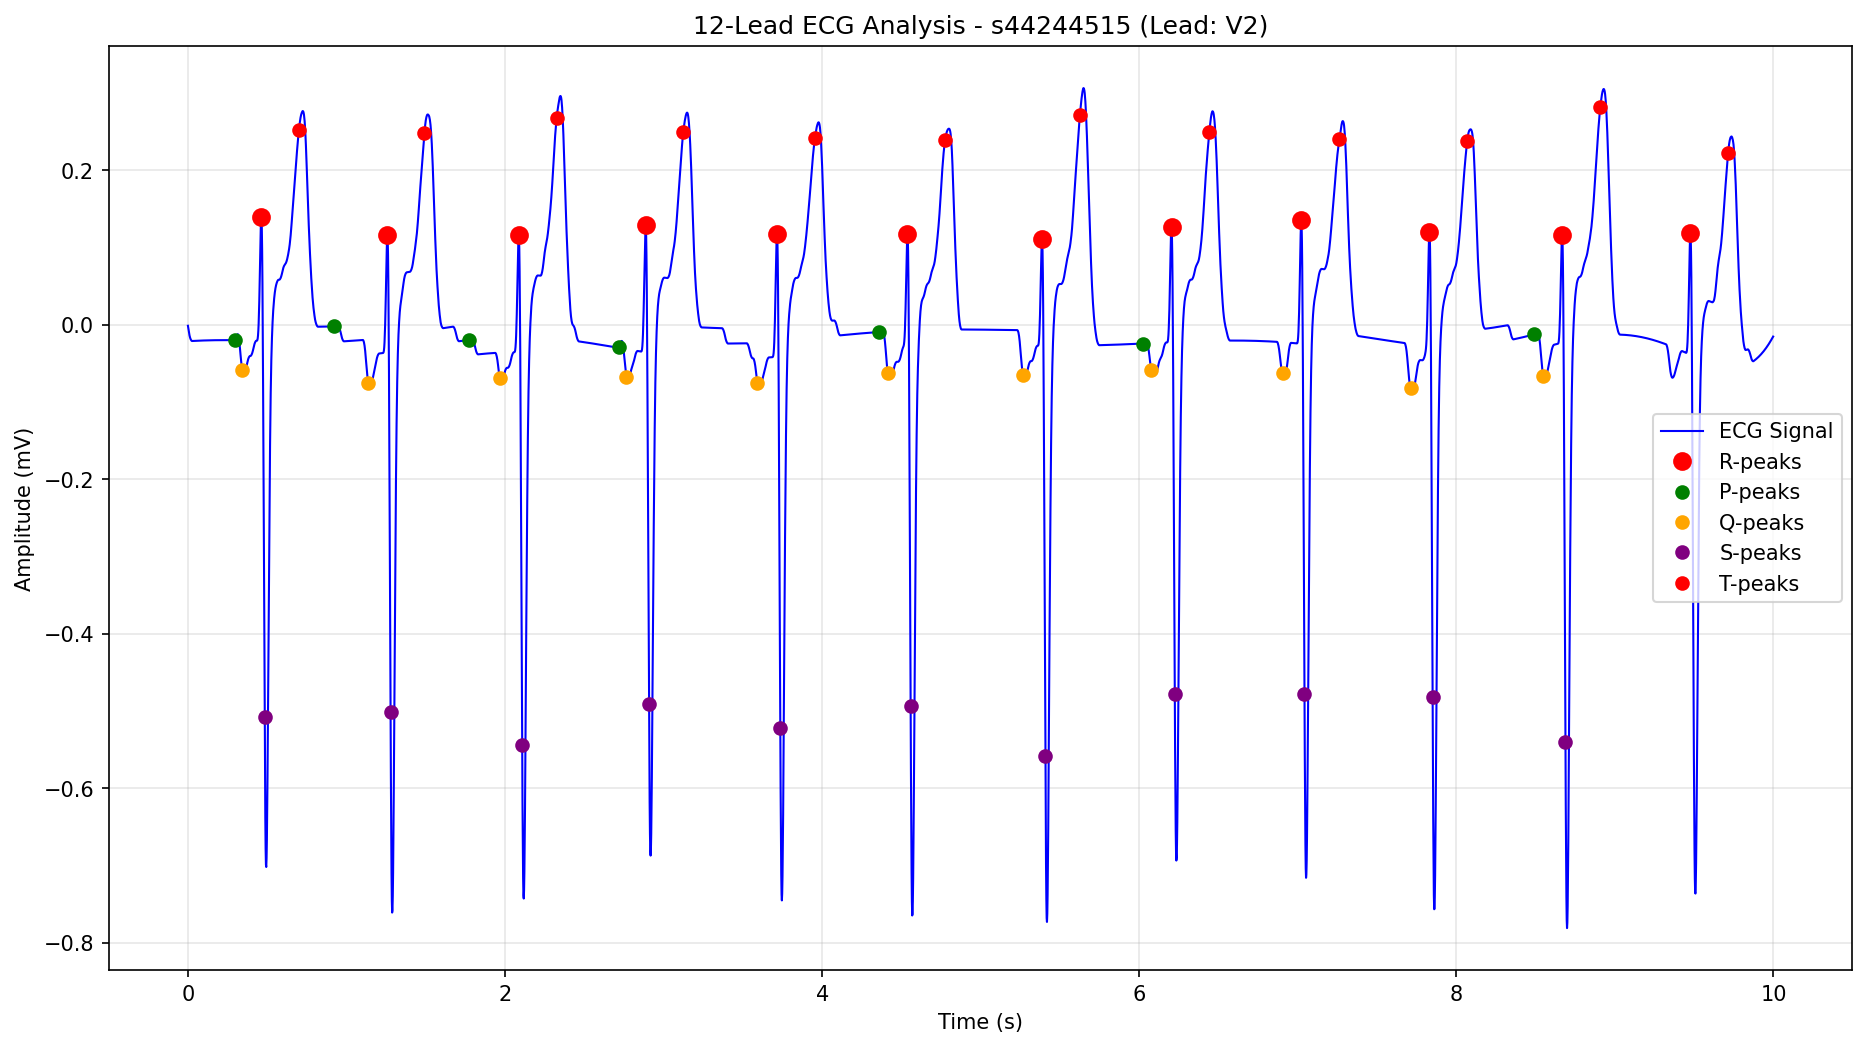 12-Lead ECG Analysis - s44244515 (Lead: V2)
Amplitude (mV)
0.2
0.0
−0.2
−0.4
−0.6
−0.8
ECG Signal
R-peaks
P-peaks
Q-peaks
S-peaks
T-peaks
0 2 4 6 8 10
Time (s)